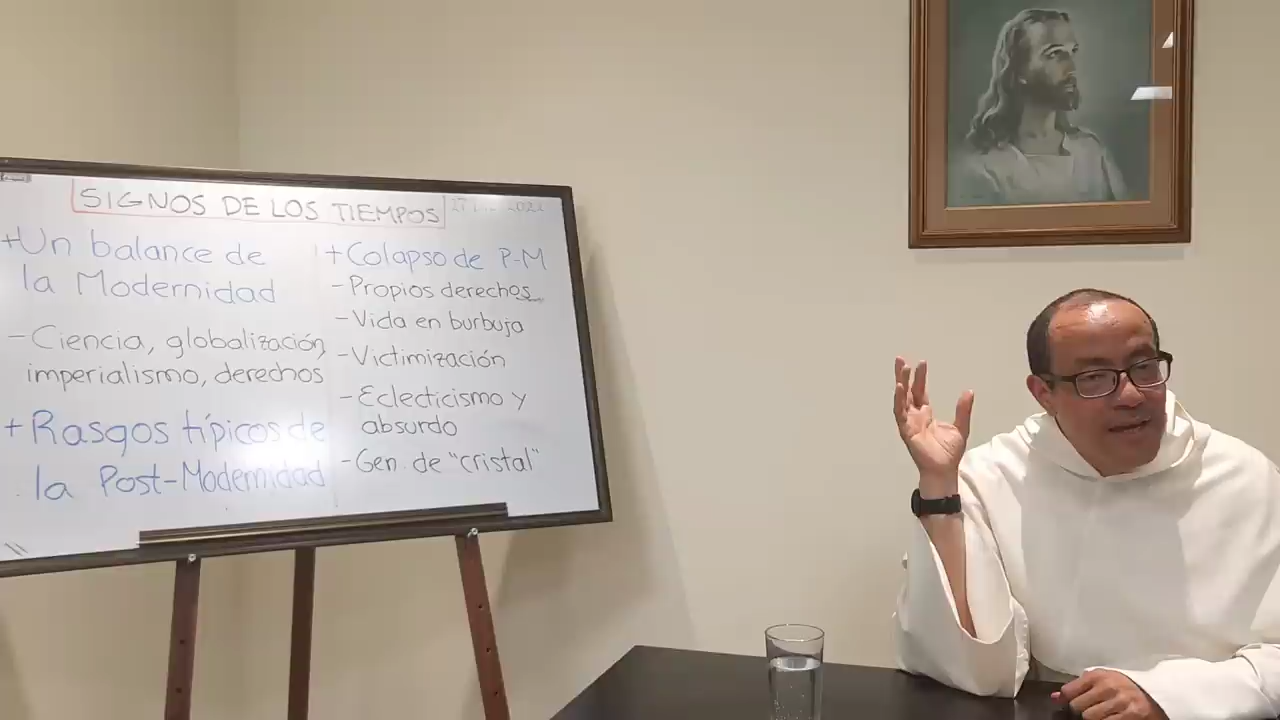 SIGNOS DE LOS TIEMPOS
+Un balance de
la Modernidad
-Ciencia, globalización,
imperialismo, derechos
+Rasgos típicos de
la Post-Modernidad
+Colapso de P-M
-Propios derechos
-Vida en burbuja
-Victimización
-Eclecticismo y
absurdo
-Gen. de "cristal"